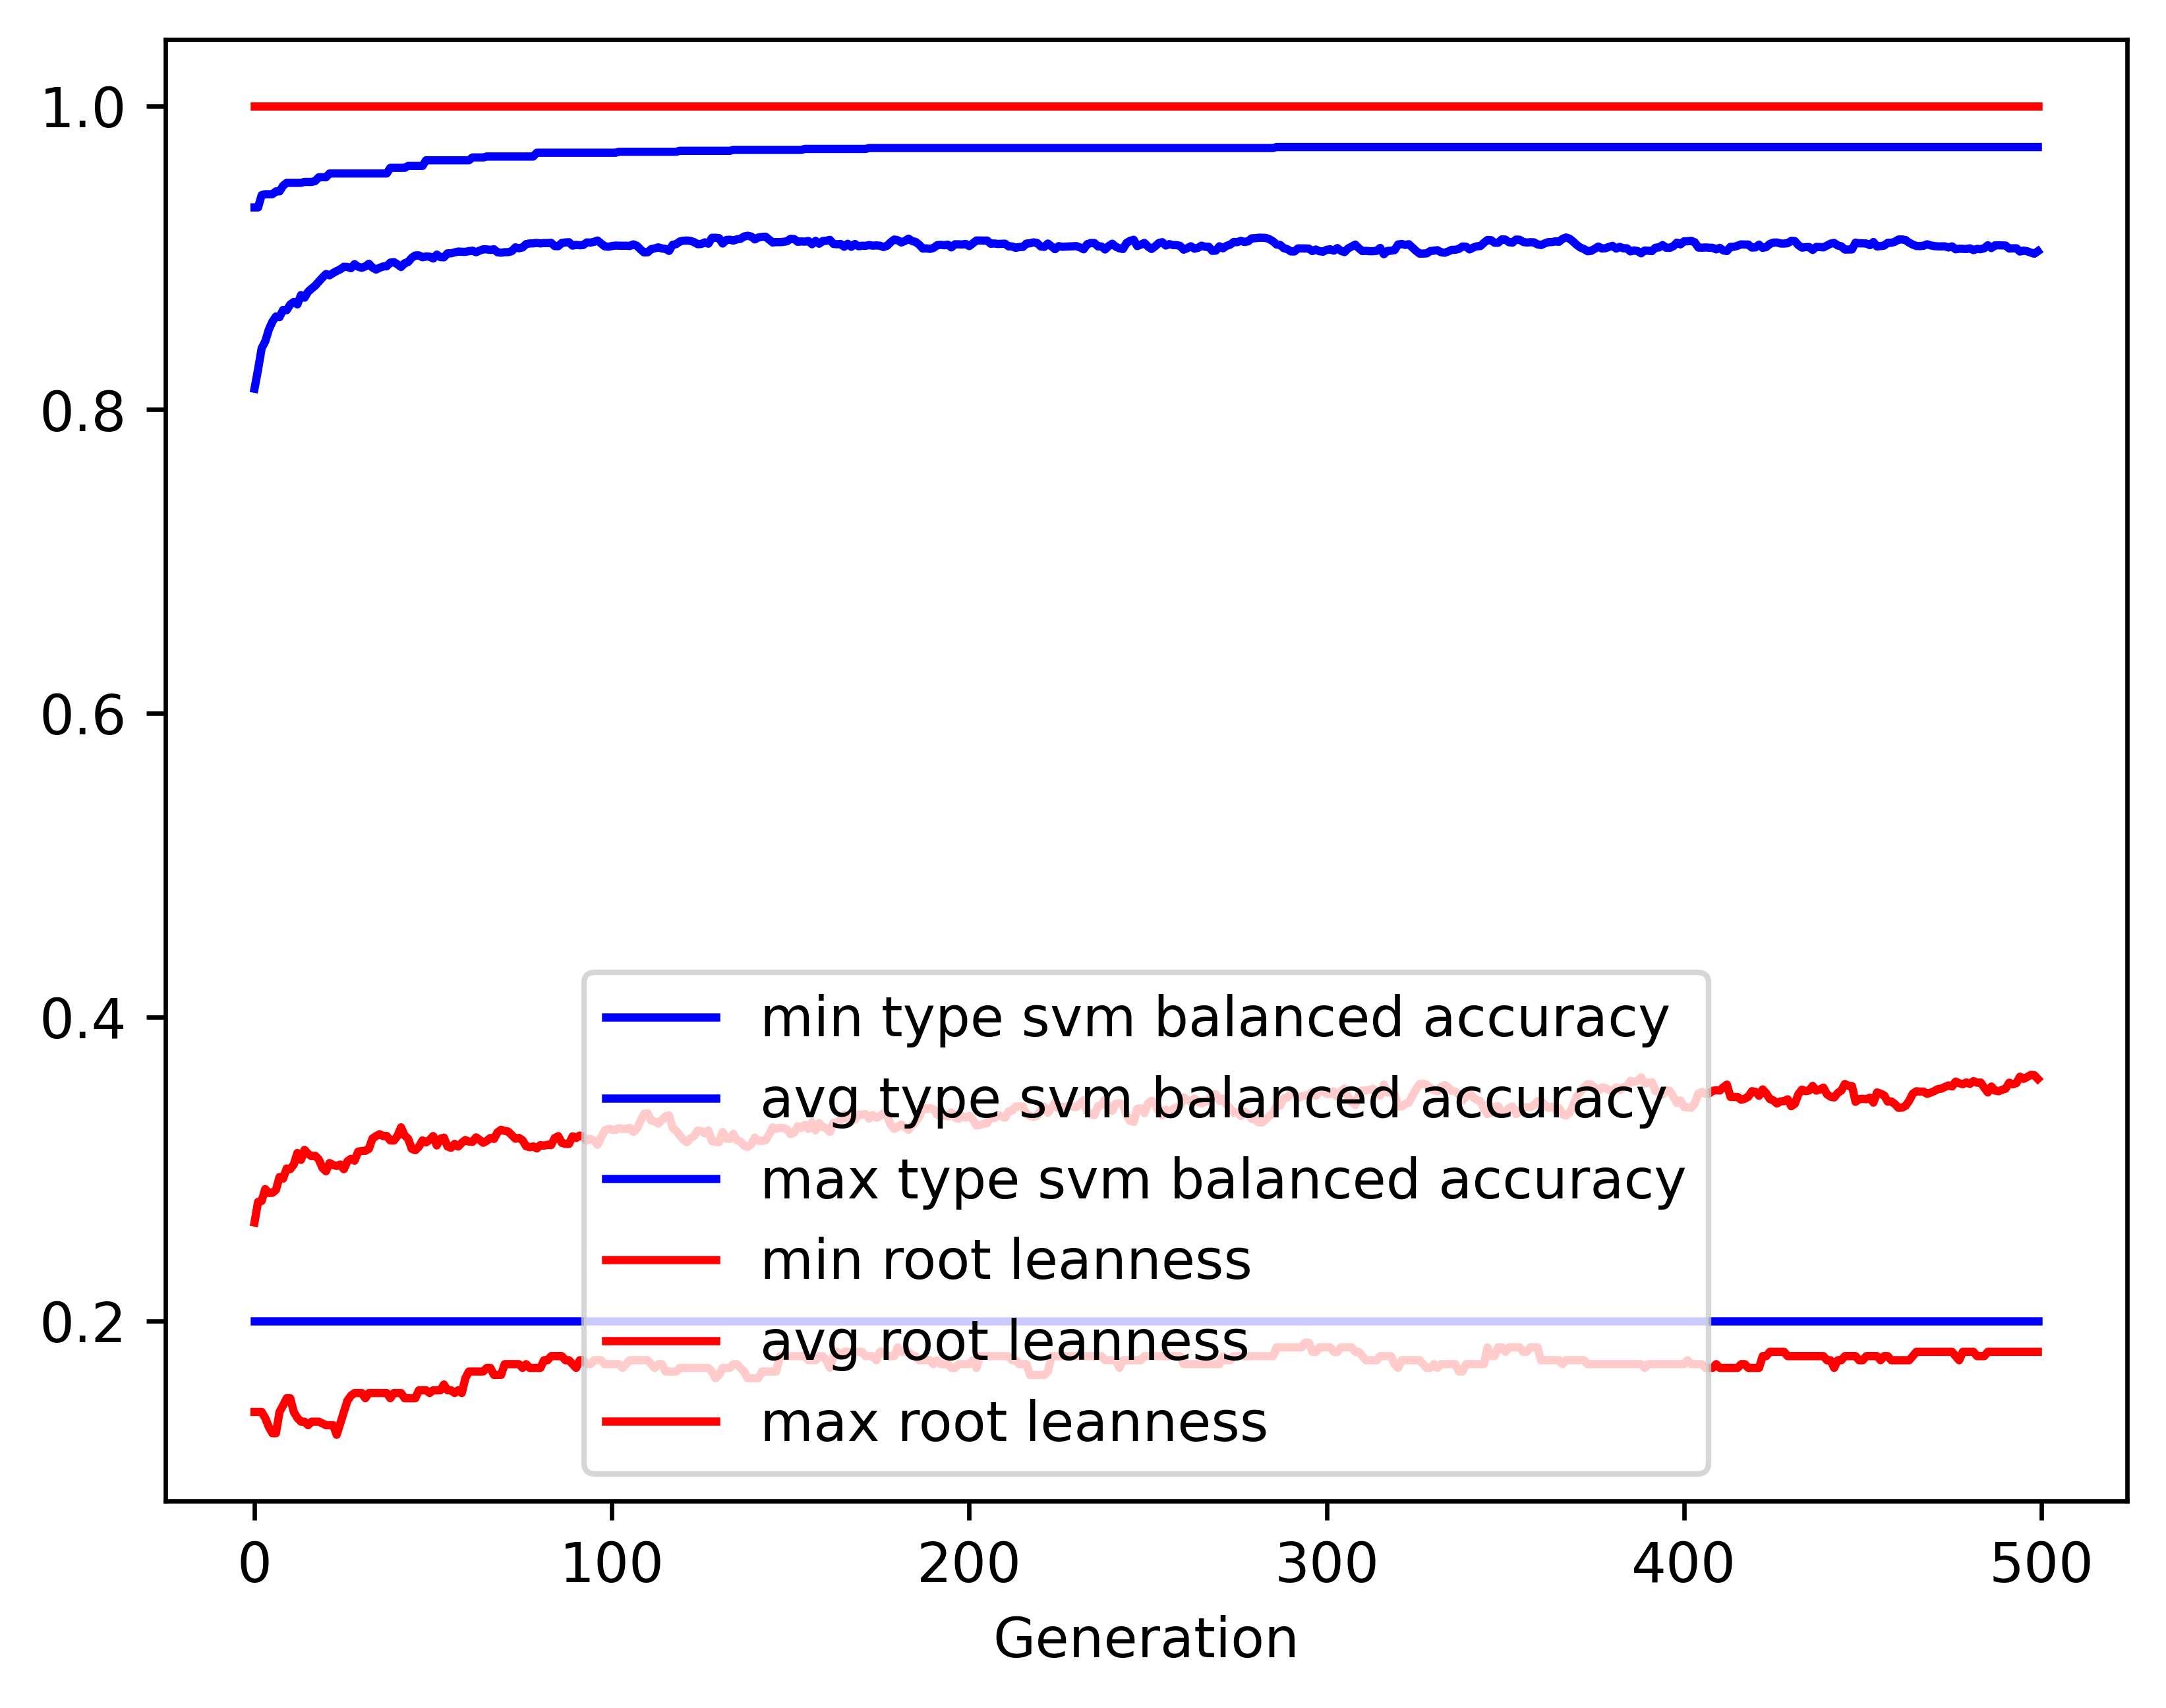 1.0
0.8
0.6
0.4
0.2
min type svm balanced accuracy
avg type svm balanced accuracy
max type svm balanced accuracy
min root leanness
avg root leanness
max root leanness
0 100 200 300 400 500
Generation